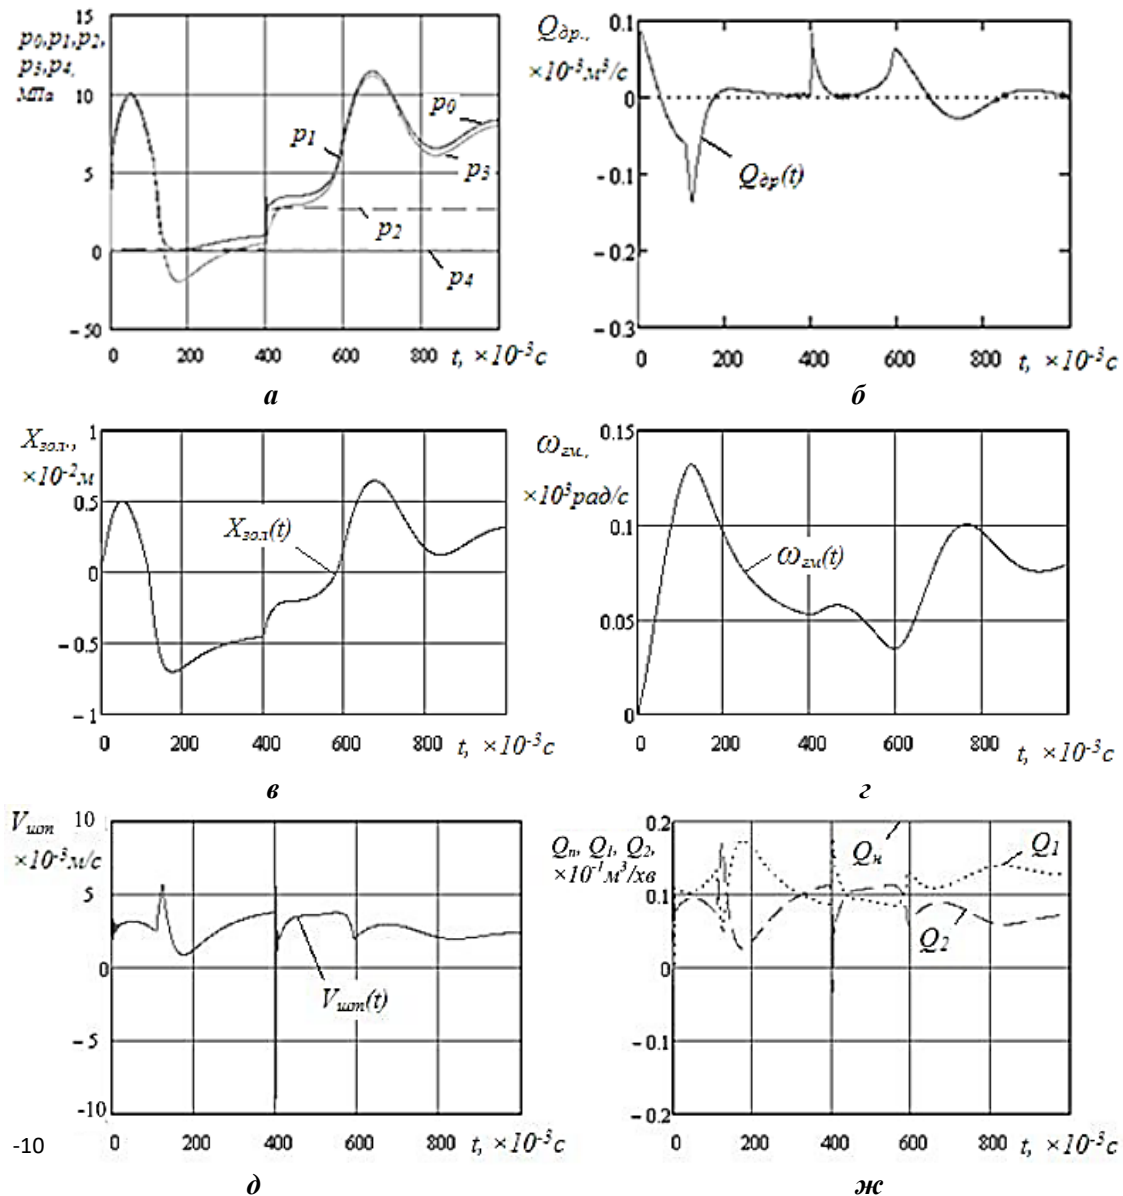 15
p0,p1,p2,
p3,p4,
МПа
10
5
0
– 50
p1
p0
p3
p2
p4
0 200 400 600 800 t, ×10-3с
а
0.1
Qдр.,
×10-3м3/с
0
– 0.1
– 0.2
– 0.3
Qдр(t)
0 200 400 600 800 t, ×10-3с
б
1
Xзол.,
×10-2м
0.5
0
– 0.5
– 1
Xзол(t)
0 200 400 600 800 t, ×10-3с
в
0.15
ωгм.,
×103рад/с
0.1
0.05
0
ωгм(t)
0 200 400 600 800 t, ×10-3с
г
10
Vшт
×10-3м/с
5
0
– 5
-10
Vшт(t)
-10
0 200 400 600 800 t, ×10-3с
д
0.2
Qп, Q1, Q2,
×10-1м3/хв
0.1
0
– 0.1
– 0.2
Qн
Q1
Q2
0 200 400 600 800 t, ×10-3с
ж